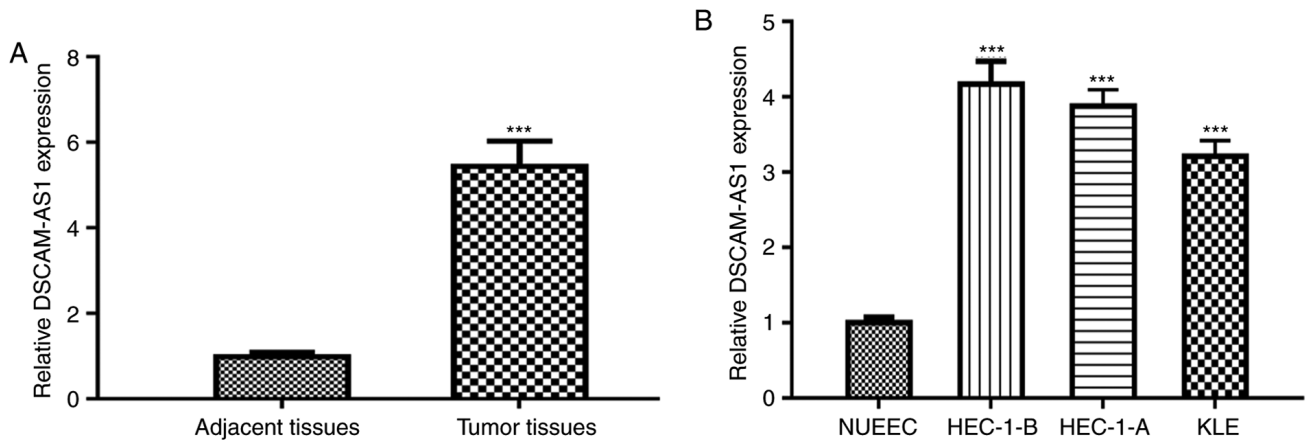 A
Relative DSCAM-AS1 expression
8
6
4
2
0
***
Adjacent tissues
Tumor tissues
B
Relative DSCAM-AS1 expression
5
4
3
2
1
0
***
***
***
NUEEC
HEC-1-B
HEC-1-A
KLE